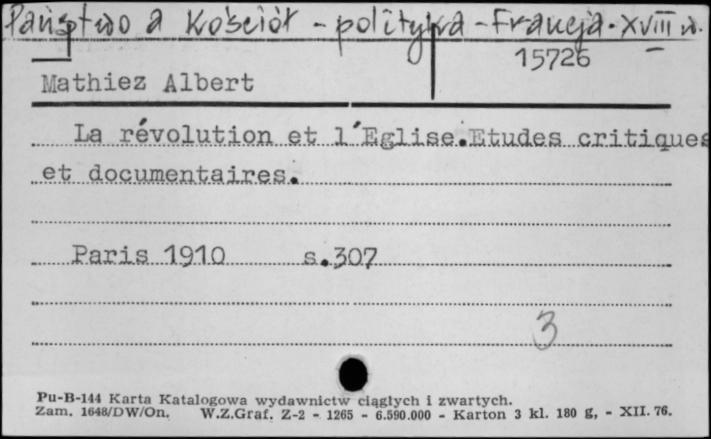 Państwo a Kościół - polityka - Francja - XVIII w.
15726
Mathiez Albert
La révolution et l'Eglise.Etudes critiques
et documentaires.
Paris 1910 s.307
3
Pu-B-144 Karta Katalogowa wydawnictw ciągłych i zwartych.
Zam. 1648/DW/On. W.Z.Graf. Z-2 - 1265 - 6.590.000 - Karton 3 kl. 180 g, - XII. 76.